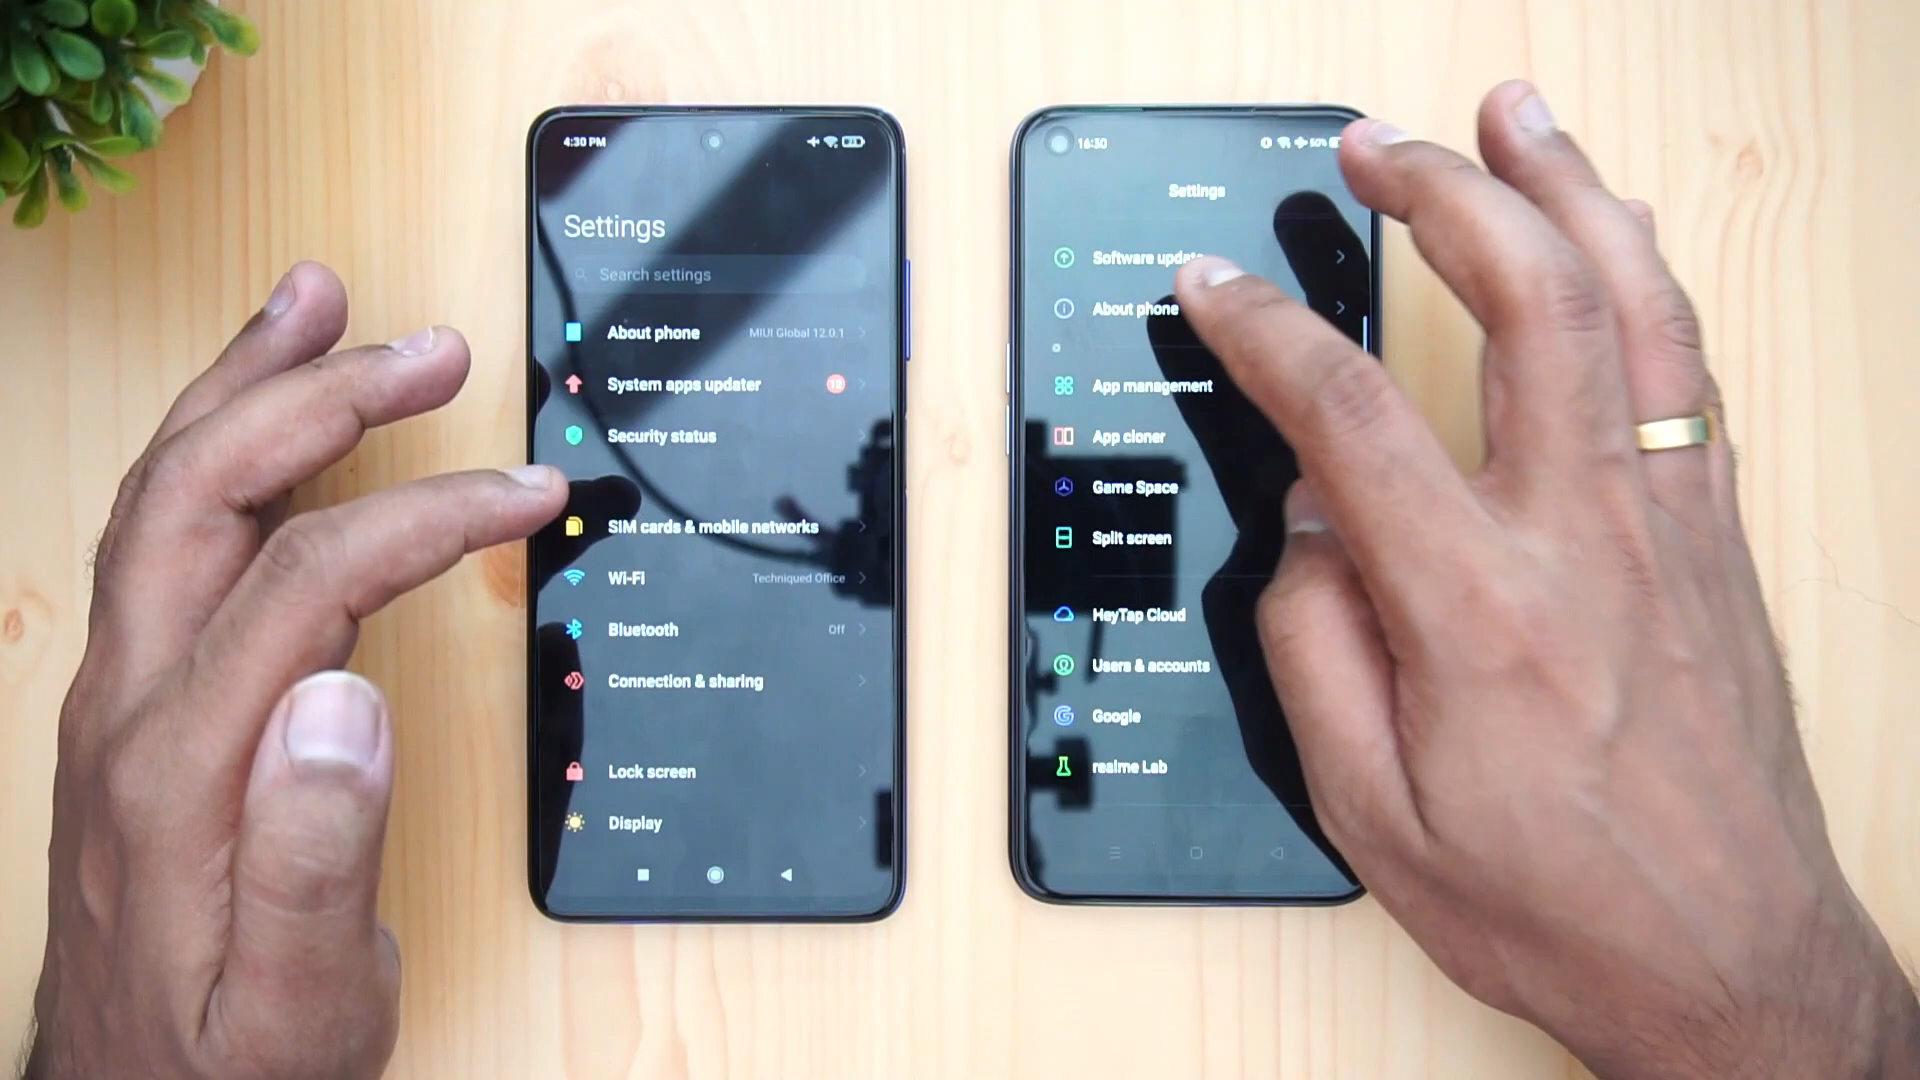 4:30 PM
Settings
Search settings
About phone MIUI Global 12.0.1
System apps updater 12
Security status
SIM cards & mobile networks
Wi-Fi Techniqued Office
Bluetooth Off
Connection & sharing
Lock screen
Display
16:30 50%
Settings
Software update
About phone
App management
App cloner
Game Space
Split screen
HeyTap Cloud
Users & accounts
Google
realme Lab